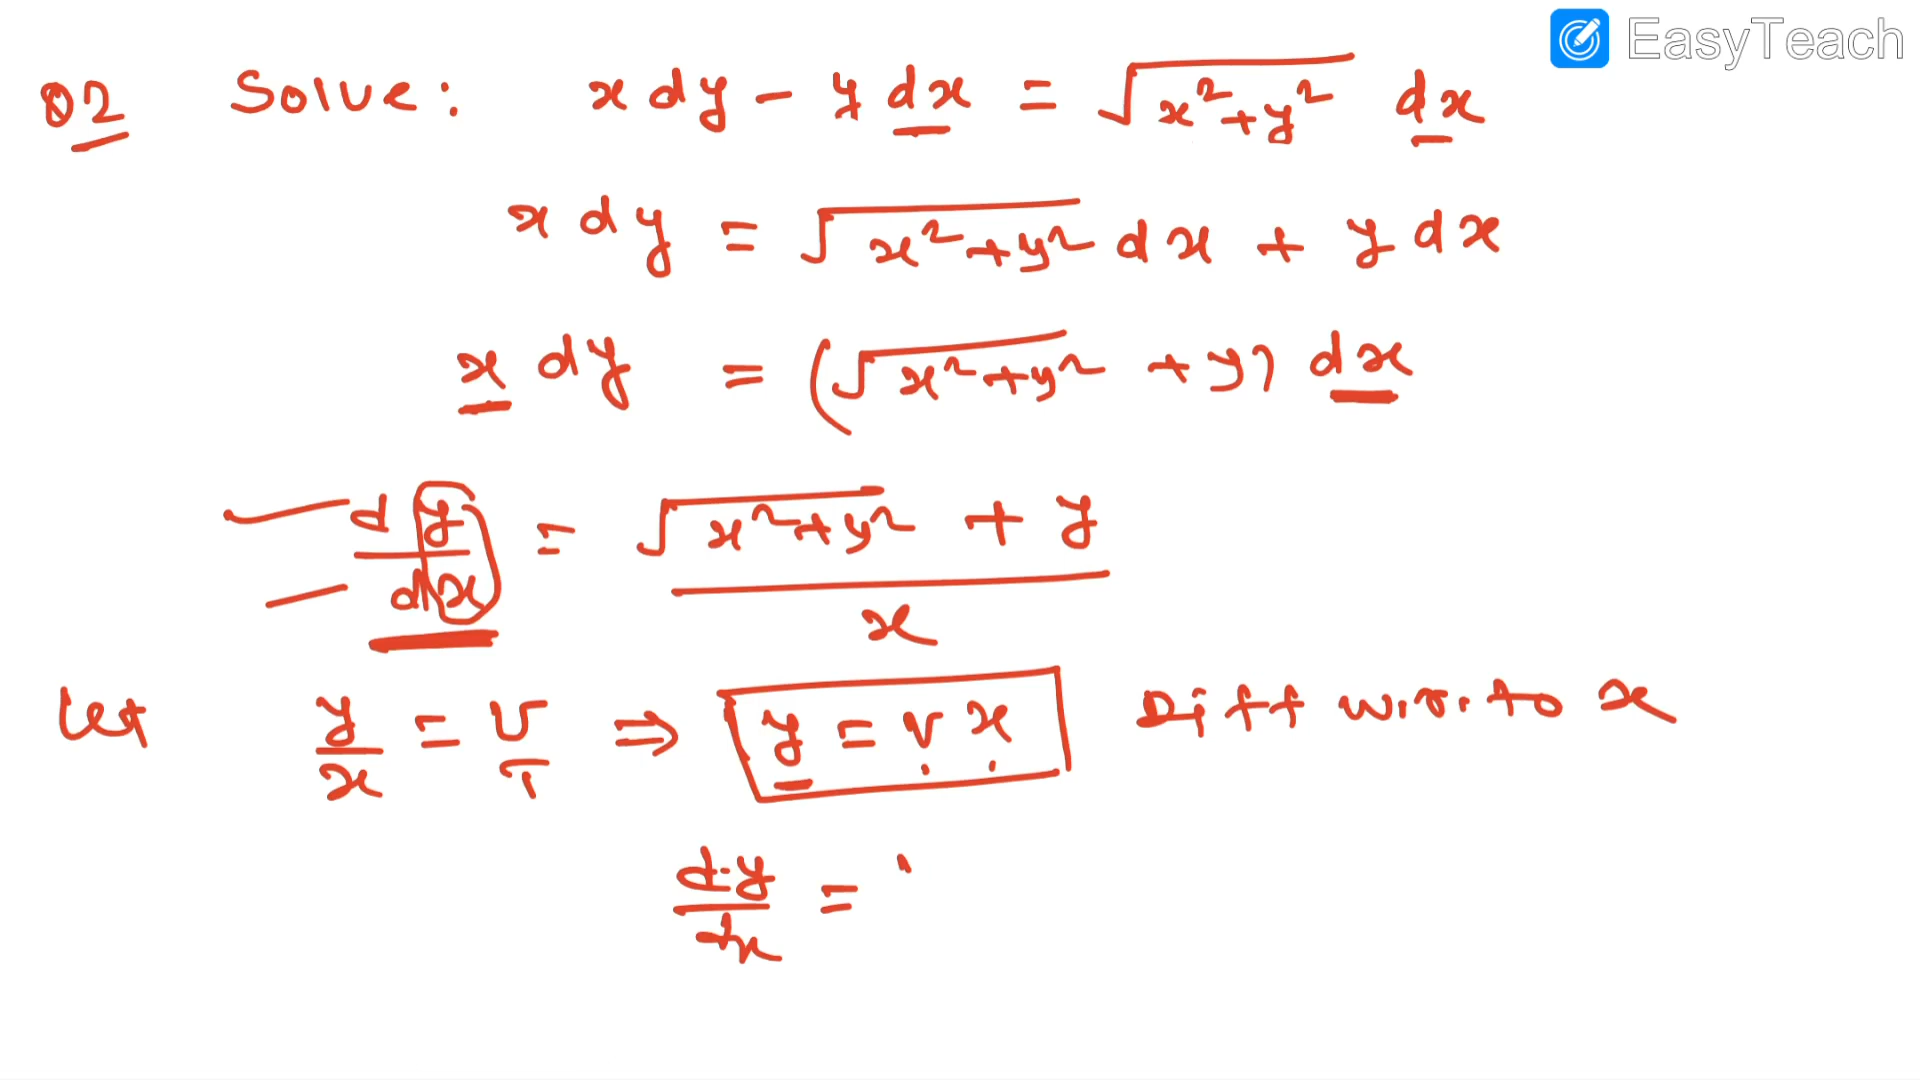 EasyTeach
Q2 Solve: x dy - y dx = √(x²+y²) dx
x dy = √(x²+y²) dx + y dx
x dy = (√(x²+y²) + y) dx
dy/dx = (√(x²+y²) + y)/x
Let y/x = v ⇒ y = v x Diff w.r.to x
dy/dx =